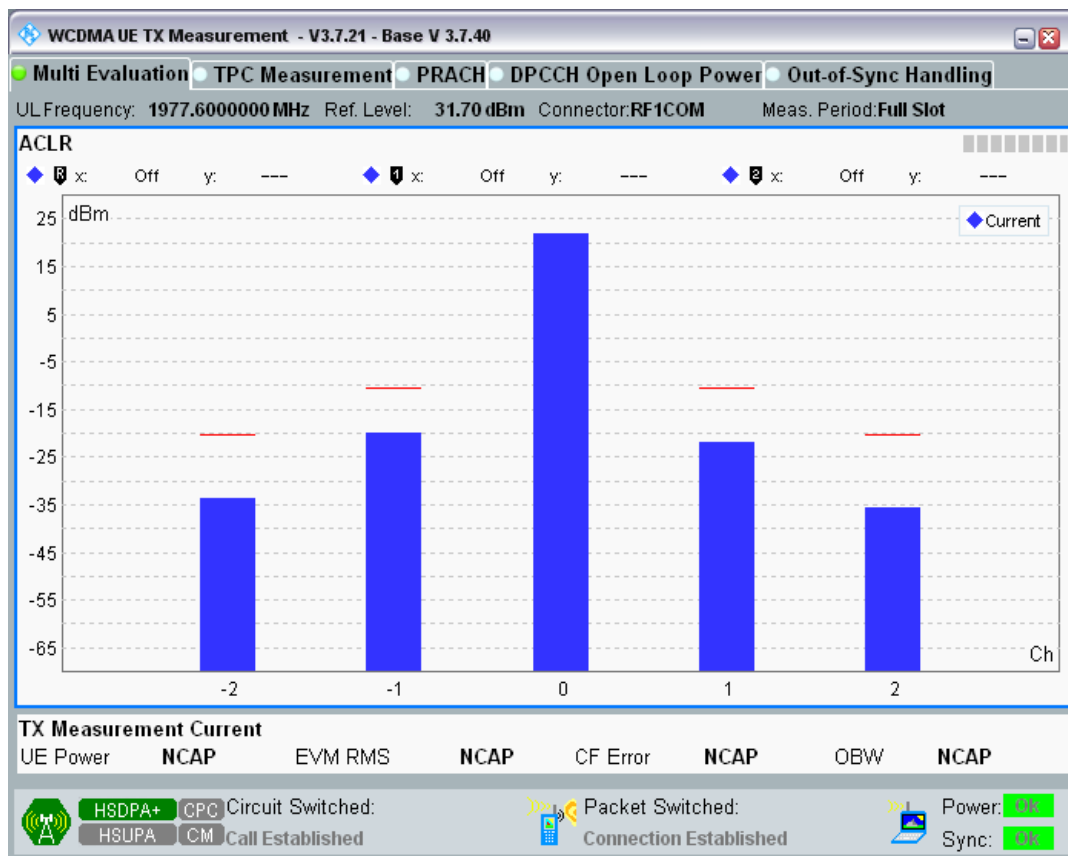 WCDMA UE TX Measurement - V3.7.21 - Base V 3.7.40
Multi Evaluation TPC Measurement PRACH DPCCH Open Loop Power Out-of-Sync Handling
UL Frequency: 1977.6000000 MHz Ref. Level: 31.70 dBm Connector:RF1COM Meas. Period:Full Slot
ACLR
R x: Off y: --- 1 x: Off y: --- 2 x: Off y: ---
dBm
Current
25
15
5
-5
-15
-25
-35
-45
-55
-65
Ch
-2 -1 0 1 2
TX Measurement Current
UE Power NCAP EVM RMS NCAP CF Error NCAP OBW NCAP
HSDPA+ CPC Circuit Switched: Packet Switched: Power: OK
HSUPA CM Call Established Connection Established Sync: OK